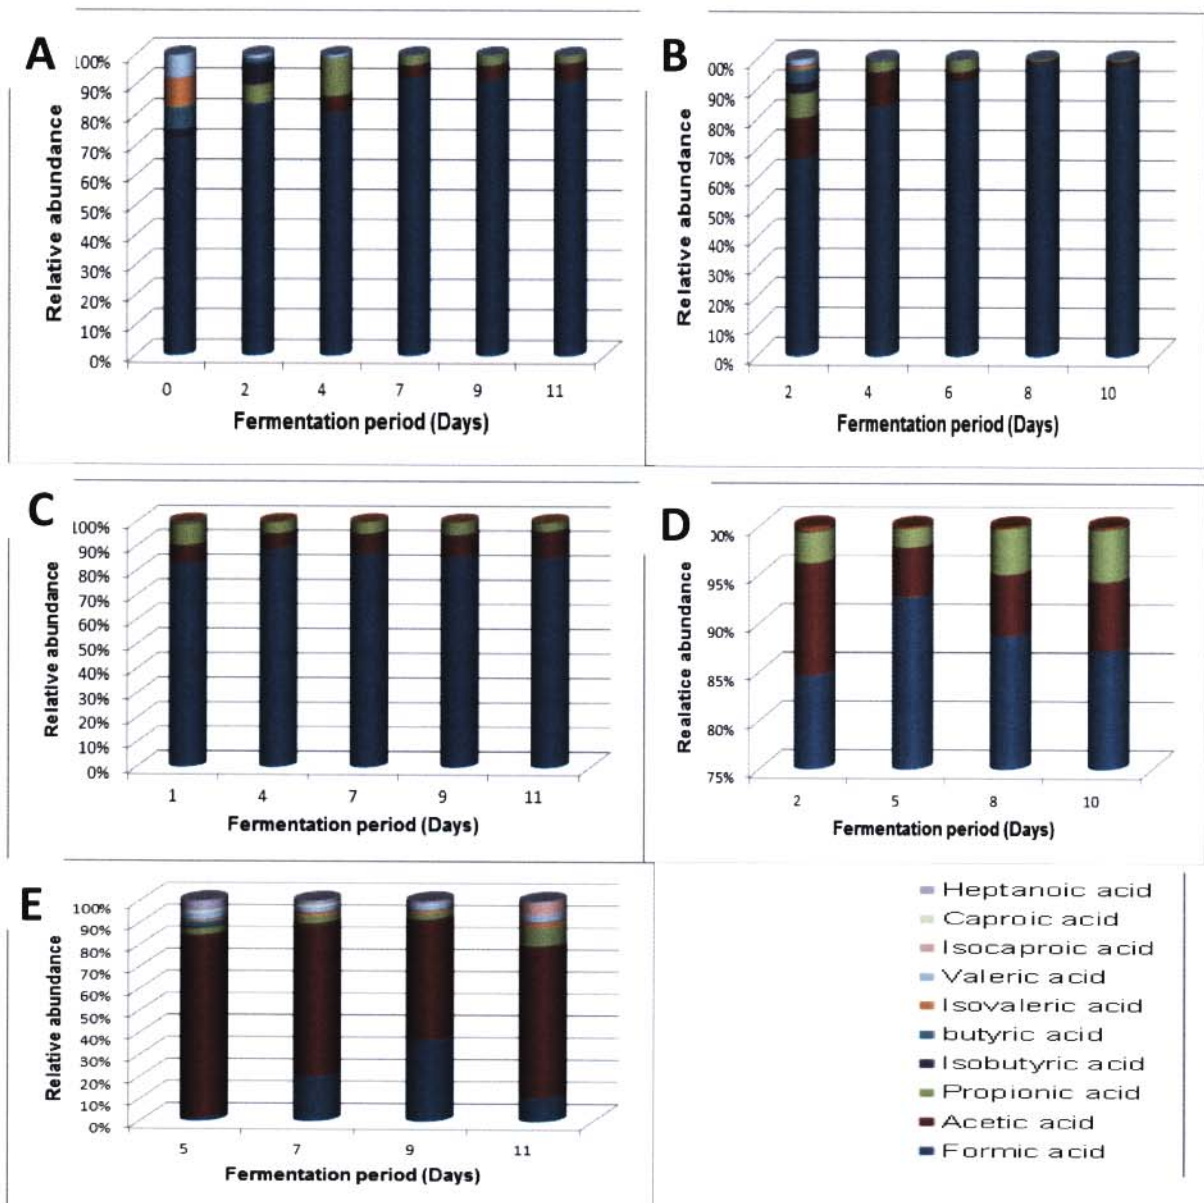 A
100%
90%
80%
70%
60%
50%
40%
30%
20%
10%
0%
Relative abundance
0 2 4 7 9 11
Fermentation period (Days)
B
00%
90%
80%
70%
60%
50%
40%
30%
20%
10%
0%
Relative abundance
2 4 6 8 10
Fermentation period (Days)
C
100%
90%
80%
70%
60%
50%
40%
30%
20%
10%
0%
Relative abundance
1 4 7 9 11
Fermentation period (Days)
D
00%
95%
90%
85%
80%
75%
Realatice abundance
2 5 8 10
Fermentation period (Days)
E
100%
90%
80%
70%
60%
50%
40%
30%
20%
10%
0%
Relative abundance
5 7 9 11
Fermentation period (Days)
Heptanoic acid
Caproic acid
Isocaproic acid
Valeric acid
Isovaleric acid
butyric acid
Isobutyric acid
Propionic acid
Acetic acid
Formic acid